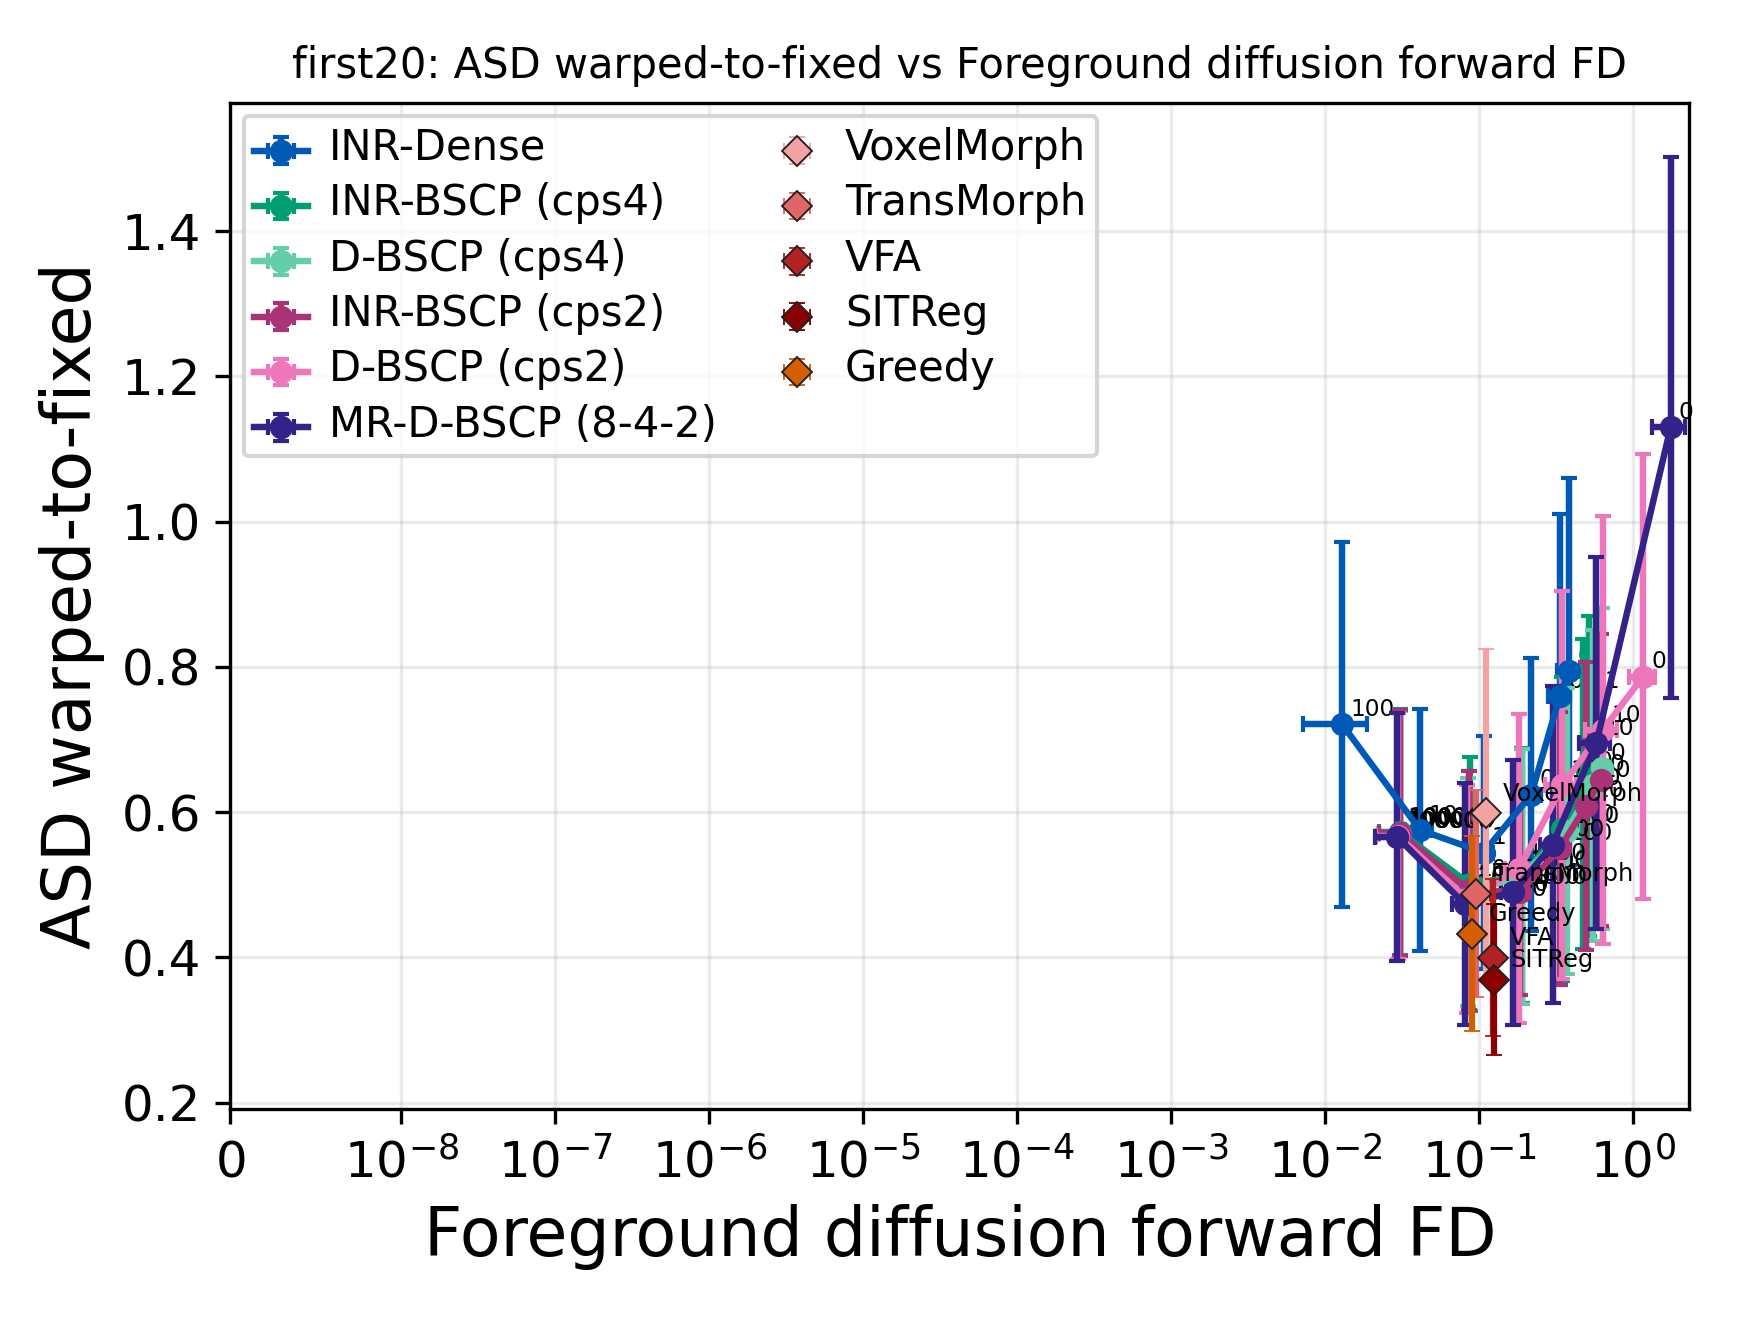 first20: ASD warped-to-fixed vs Foreground diffusion forward FD
INR-Dense
INR-BSCP (cps4)
D-BSCP (cps4)
INR-BSCP (cps2)
D-BSCP (cps2)
MR-D-BSCP (8-4-2)
VoxelMorph
TransMorph
VFA
SITReg
Greedy
ASD warped-to-fixed
1.4
1.2
1.0
0.8
0.6
0.4
0.2
0
0
100
10
VoxelMorph
TransMorph
Greedy
VFA
SITReg
0
10⁻⁸
10⁻⁷
10⁻⁶
10⁻⁵
10⁻⁴
10⁻³
10⁻²
10⁻¹
10⁰
Foreground diffusion forward FD